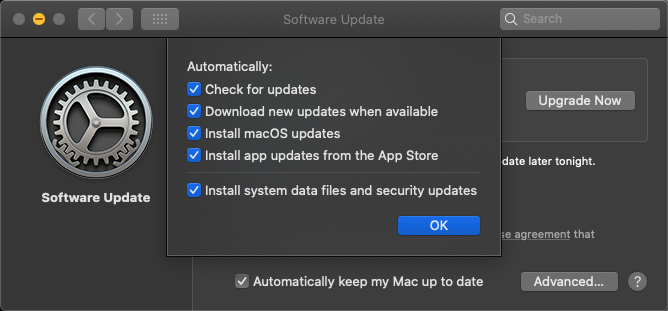 Software Update
Search
Automatically:
Check for updates
Download new updates when available
Upgrade Now
Install macOS updates
Install app updates from the App Store
date later tonight.
Software Update
Install system data files and security updates
OK
se agreement that
Automatically keep my Mac up to date
Advanced...
?